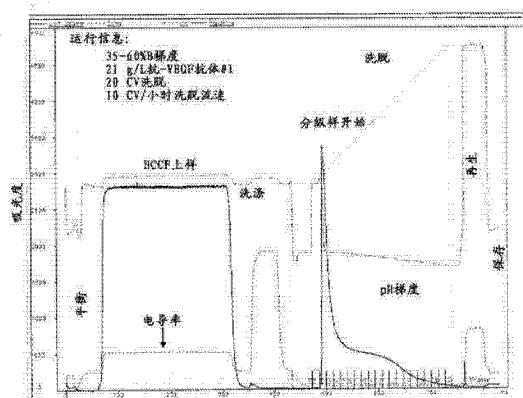 运行信息:
35-60%B梯度
21 g/L抗-VEGF抗体#1
20 CV洗脱
10 CV/小时洗脱流速
洗脱
分级样开始
HCCF上样
洗涤
再生
吸光度
平衡
电导率
pH梯度
保存